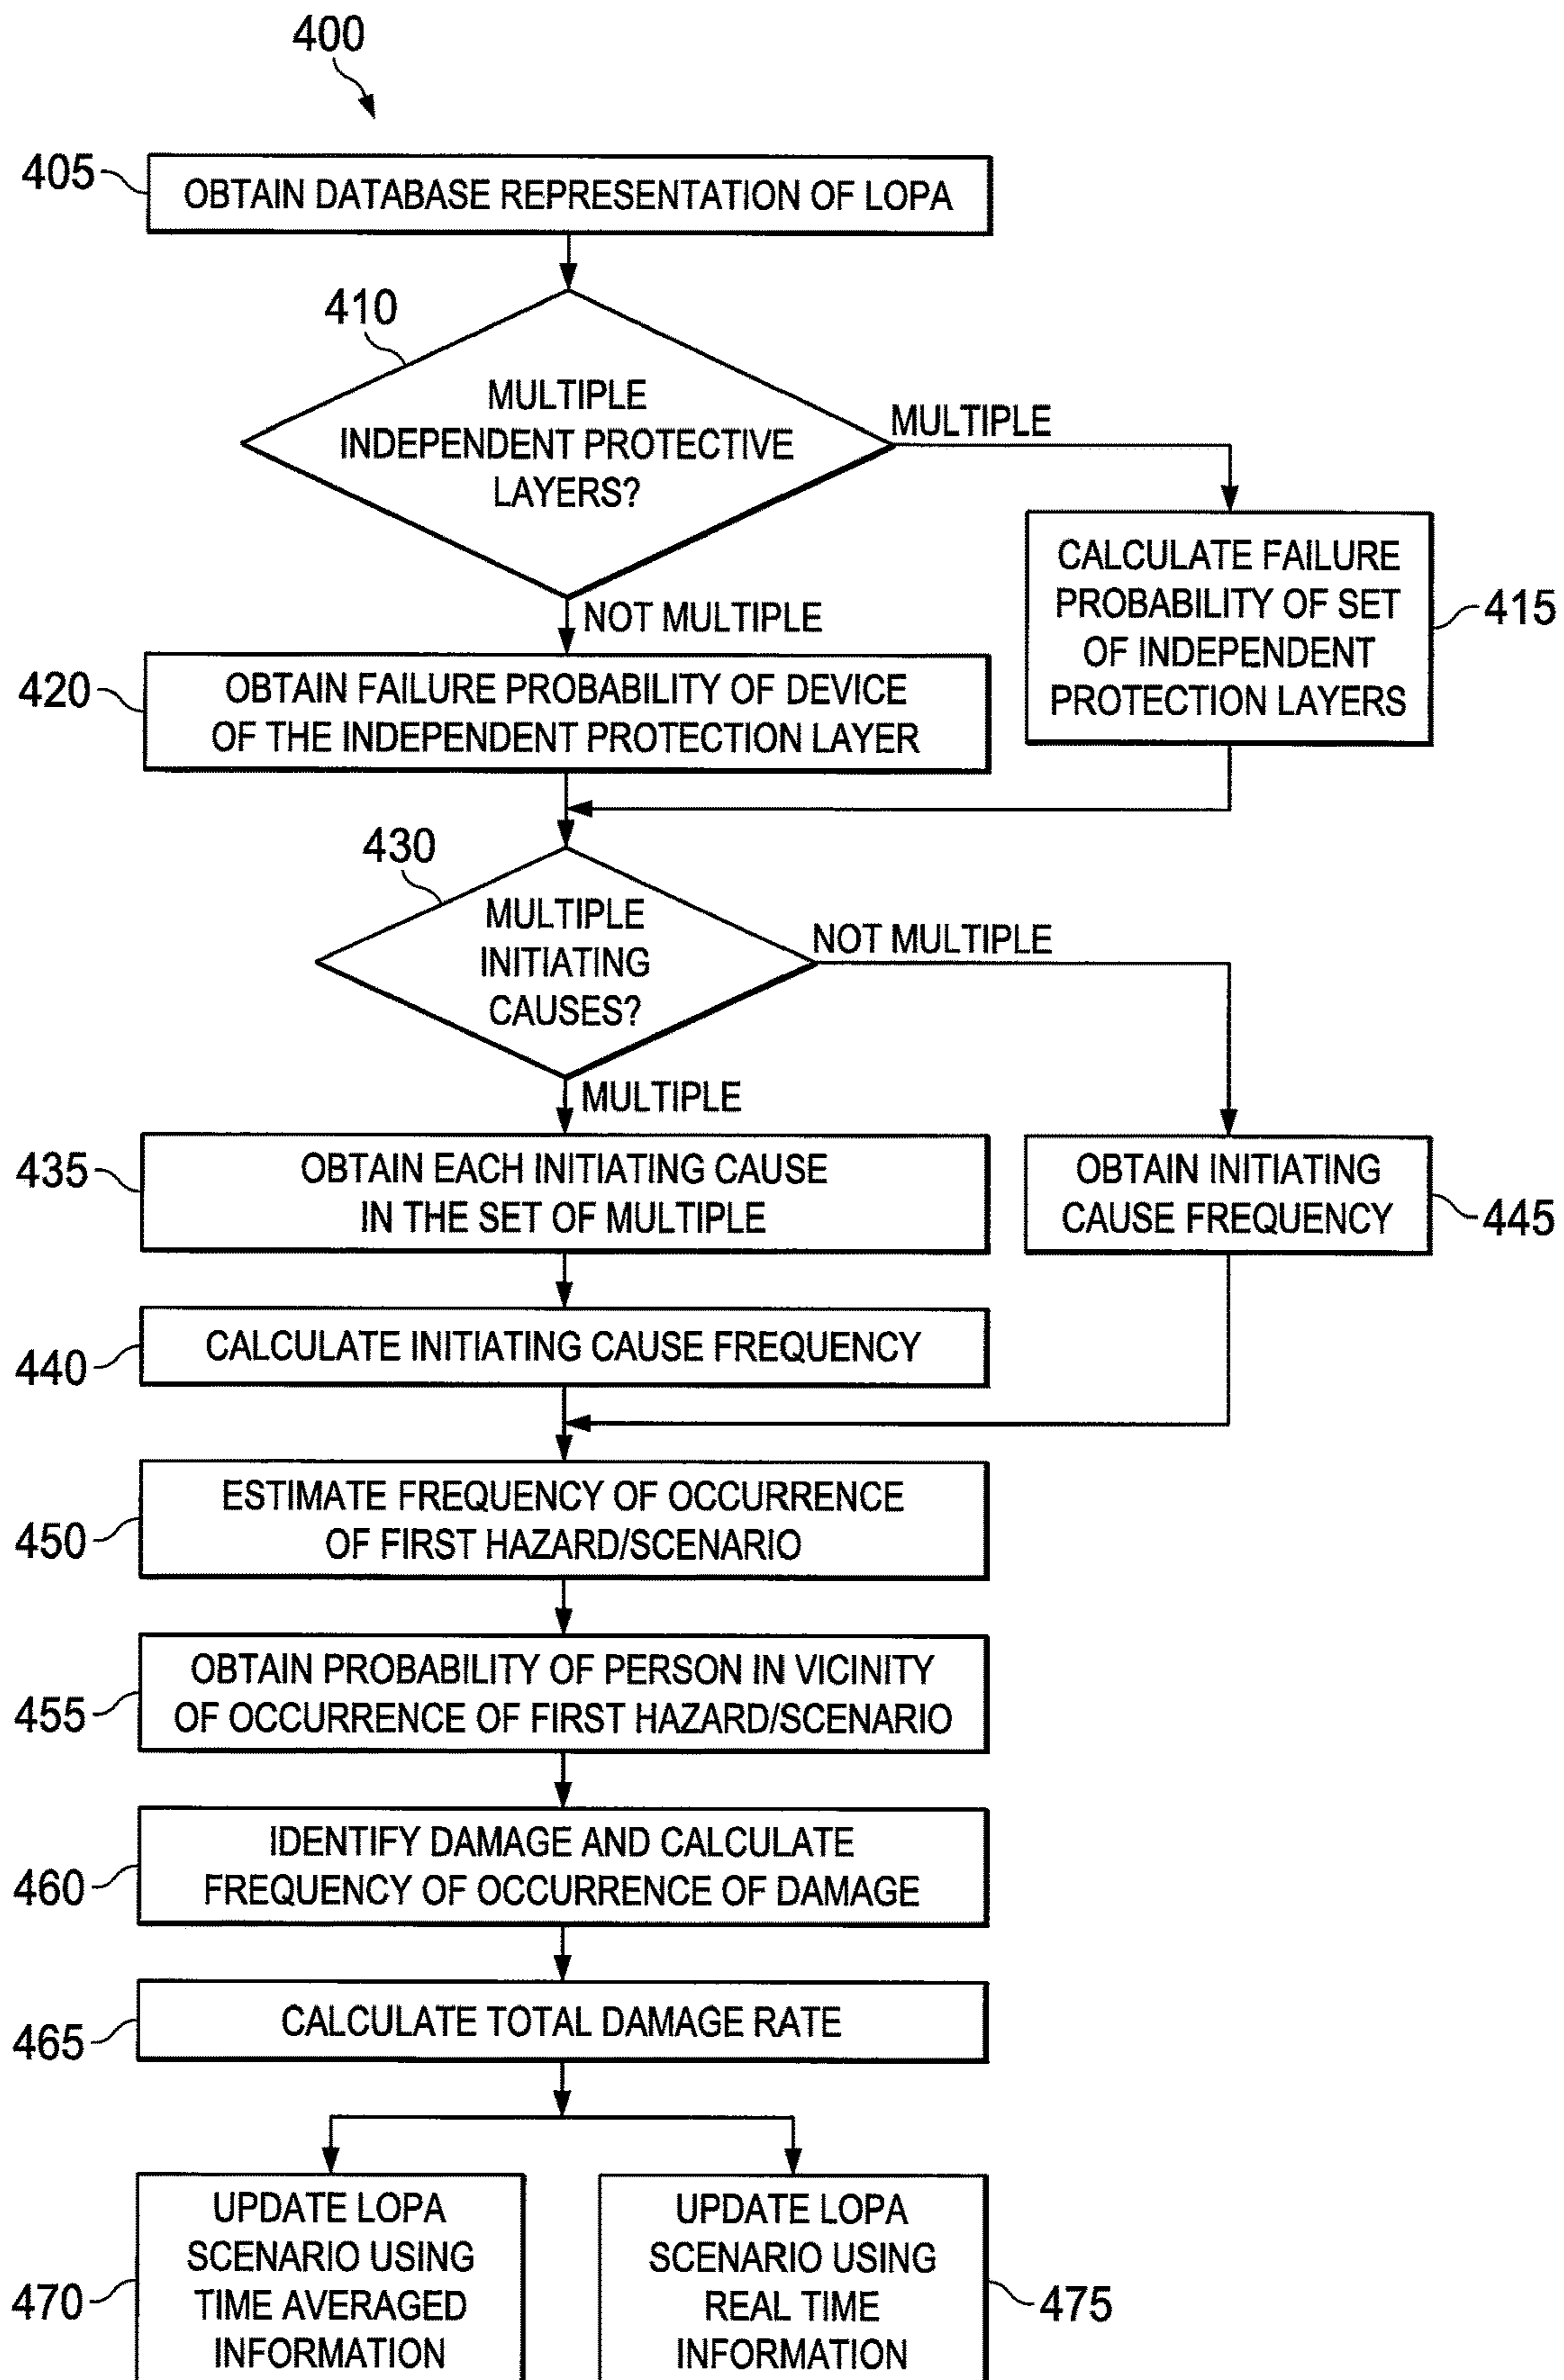 400
405
OBTAIN DATABASE REPRESENTATION OF LOPA
410
MULTIPLE
INDEPENDENT PROTECTIVE
LAYERS?
MULTIPLE
CALCULATE FAILURE
PROBABILITY OF SET
OF INDEPENDENT
PROTECTION LAYERS
415
NOT MULTIPLE
420
OBTAIN FAILURE PROBABILITY OF DEVICE
OF THE INDEPENDENT PROTECTION LAYER
430
MULTIPLE
INITIATING
CAUSES?
NOT MULTIPLE
MULTIPLE
435
OBTAIN EACH INITIATING CAUSE
IN THE SET OF MULTIPLE
OBTAIN INITIATING
CAUSE FREQUENCY
445
440
CALCULATE INITIATING CAUSE FREQUENCY
450
ESTIMATE FREQUENCY OF OCCURRENCE
OF FIRST HAZARD/SCENARIO
455
OBTAIN PROBABILITY OF PERSON IN VICINITY
OF OCCURRENCE OF FIRST HAZARD/SCENARIO
460
IDENTIFY DAMAGE AND CALCULATE
FREQUENCY OF OCCURRENCE OF DAMAGE
465
CALCULATE TOTAL DAMAGE RATE
470
UPDATE LOPA
SCENARIO USING
TIME AVERAGED
INFORMATION
UPDATE LOPA
SCENARIO USING
REAL TIME
INFORMATION
475